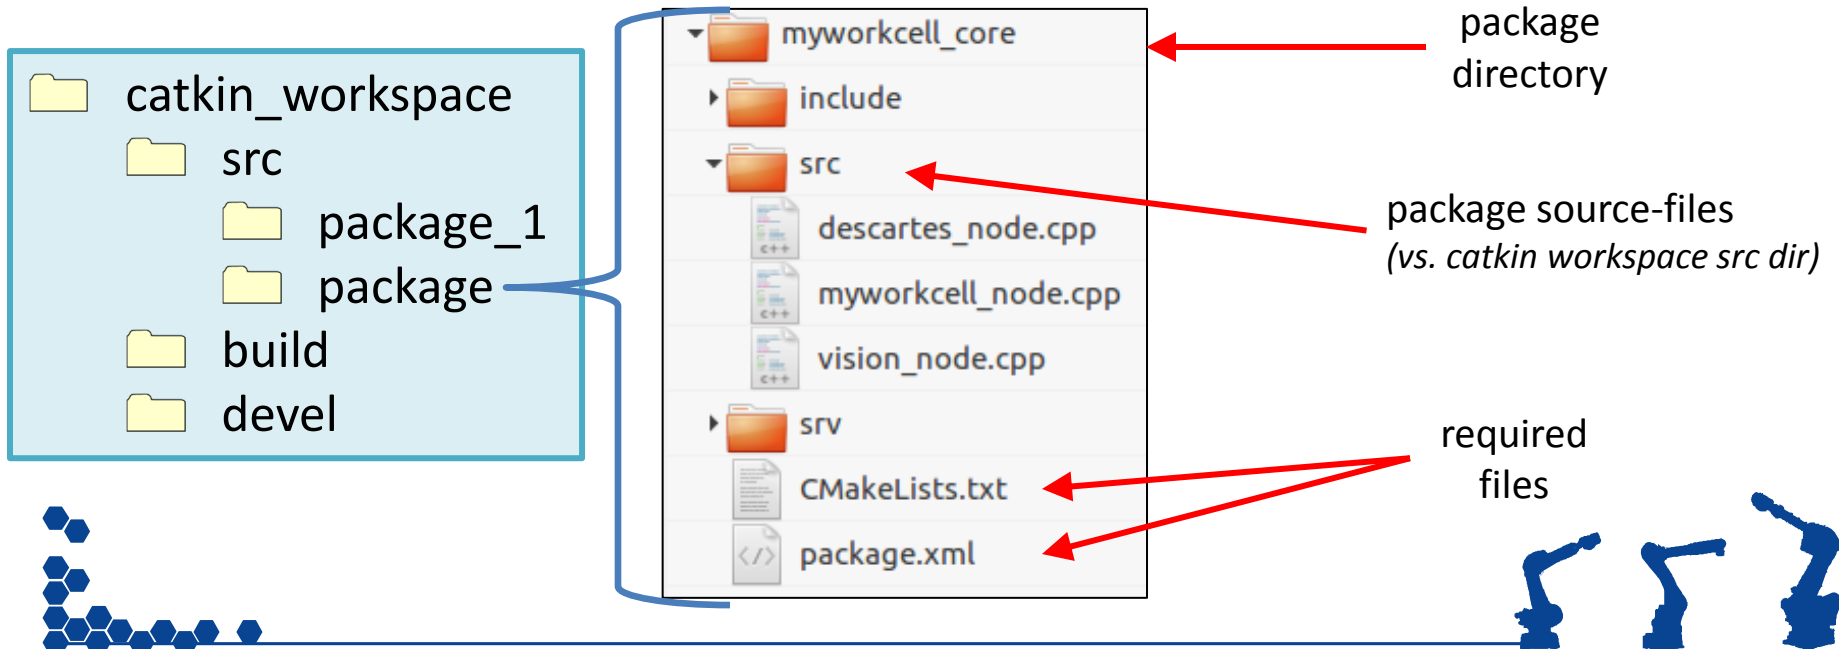 catkin_workspace
src
package_1
package
build
devel
myworkcell_core
include
src
descartes_node.cpp
C++
myworkcell_node.cpp
C++
vision_node.cpp
C++
srv
CMakeLists.txt
</>
package.xml
package
directory
package source-files
(vs. catkin workspace src dir)
required
files